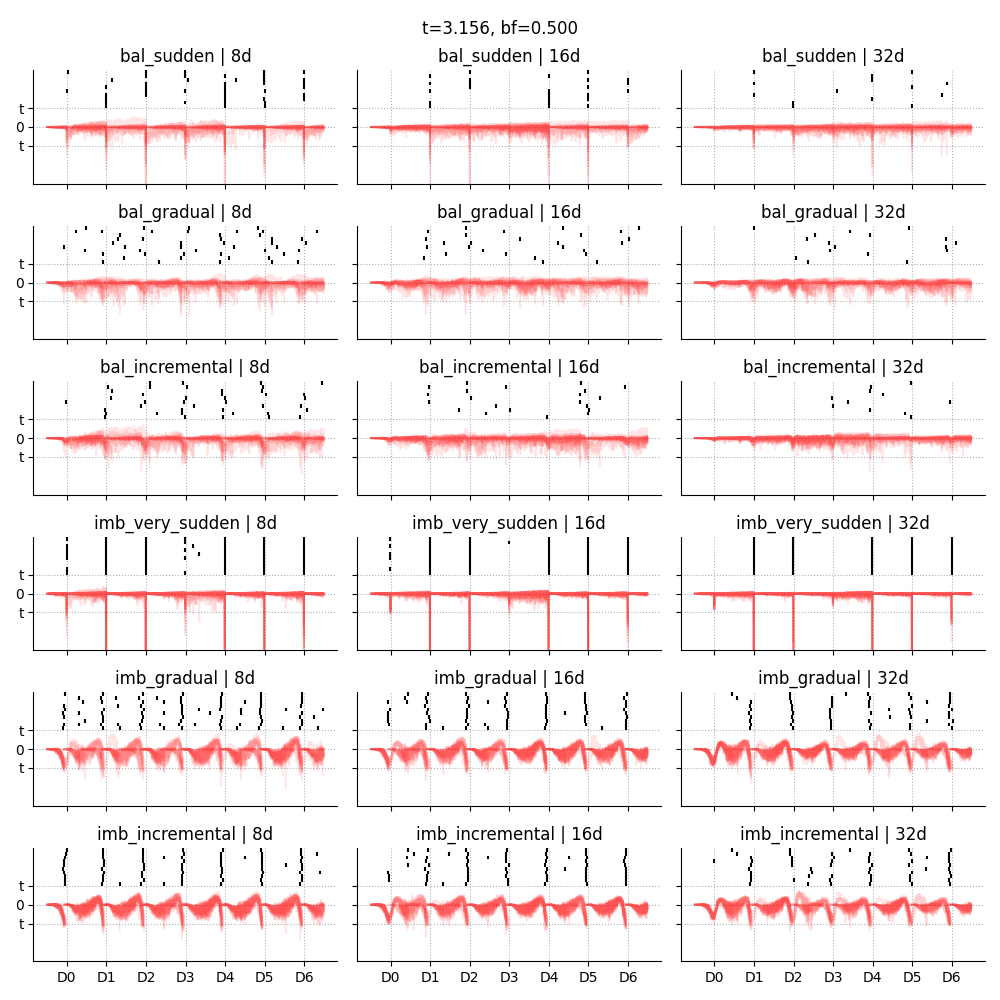 t=3.156, bf=0.500
bal_sudden | 8d
bal_sudden | 16d
bal_sudden | 32d
t
0
t
bal_gradual | 8d
bal_gradual | 16d
bal_gradual | 32d
t
0
t
bal_incremental | 8d
bal_incremental | 16d
bal_incremental | 32d
t
0
t
imb_very_sudden | 8d
imb_very_sudden | 16d
imb_very_sudden | 32d
t
0
t
imb_gradual | 8d
imb_gradual | 16d
imb_gradual | 32d
t
0
t
imb_incremental | 8d
imb_incremental | 16d
imb_incremental | 32d
t
0
t
D0 D1 D2 D3 D4 D5 D6
D0 D1 D2 D3 D4 D5 D6
D0 D1 D2 D3 D4 D5 D6